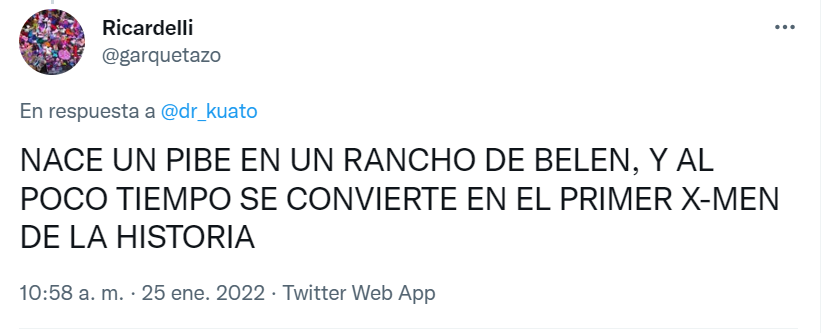 Ricardelli
@garquetazo
En respuesta a @dr_kuato
NACE UN PIBE EN UN RANCHO DE BELEN, Y AL
POCO TIEMPO SE CONVIERTE EN EL PRIMER X-MEN
DE LA HISTORIA
10:58 a. m. · 25 ene. 2022 · Twitter Web App